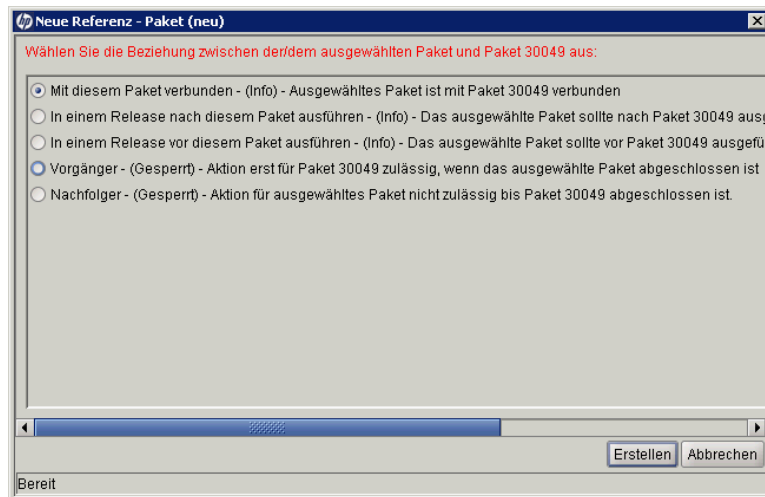 hp Neue Referenz - Paket (neu)
Wählen Sie die Beziehung zwischen der/dem ausgewählten Paket und Paket 30049 aus:
Mit diesem Paket verbunden - (Info) - Ausgewähltes Paket ist mit Paket 30049 verbunden
In einem Release nach diesem Paket ausführen - (Info) - Das ausgewählte Paket sollte nach Paket 30049 ausg
In einem Release vor diesem Paket ausführen - (Info) - Das ausgewählte Paket sollte vor Paket 30049 ausgefü
Vorgänger - (Gesperrt) - Aktion erst für Paket 30049 zulässig, wenn das ausgewählte Paket abgeschlossen ist
Nachfolger - (Gesperrt) - Aktion für ausgewähltes Paket nicht zulässig bis Paket 30049 abgeschlossen ist.
Erstellen Abbrechen
Bereit